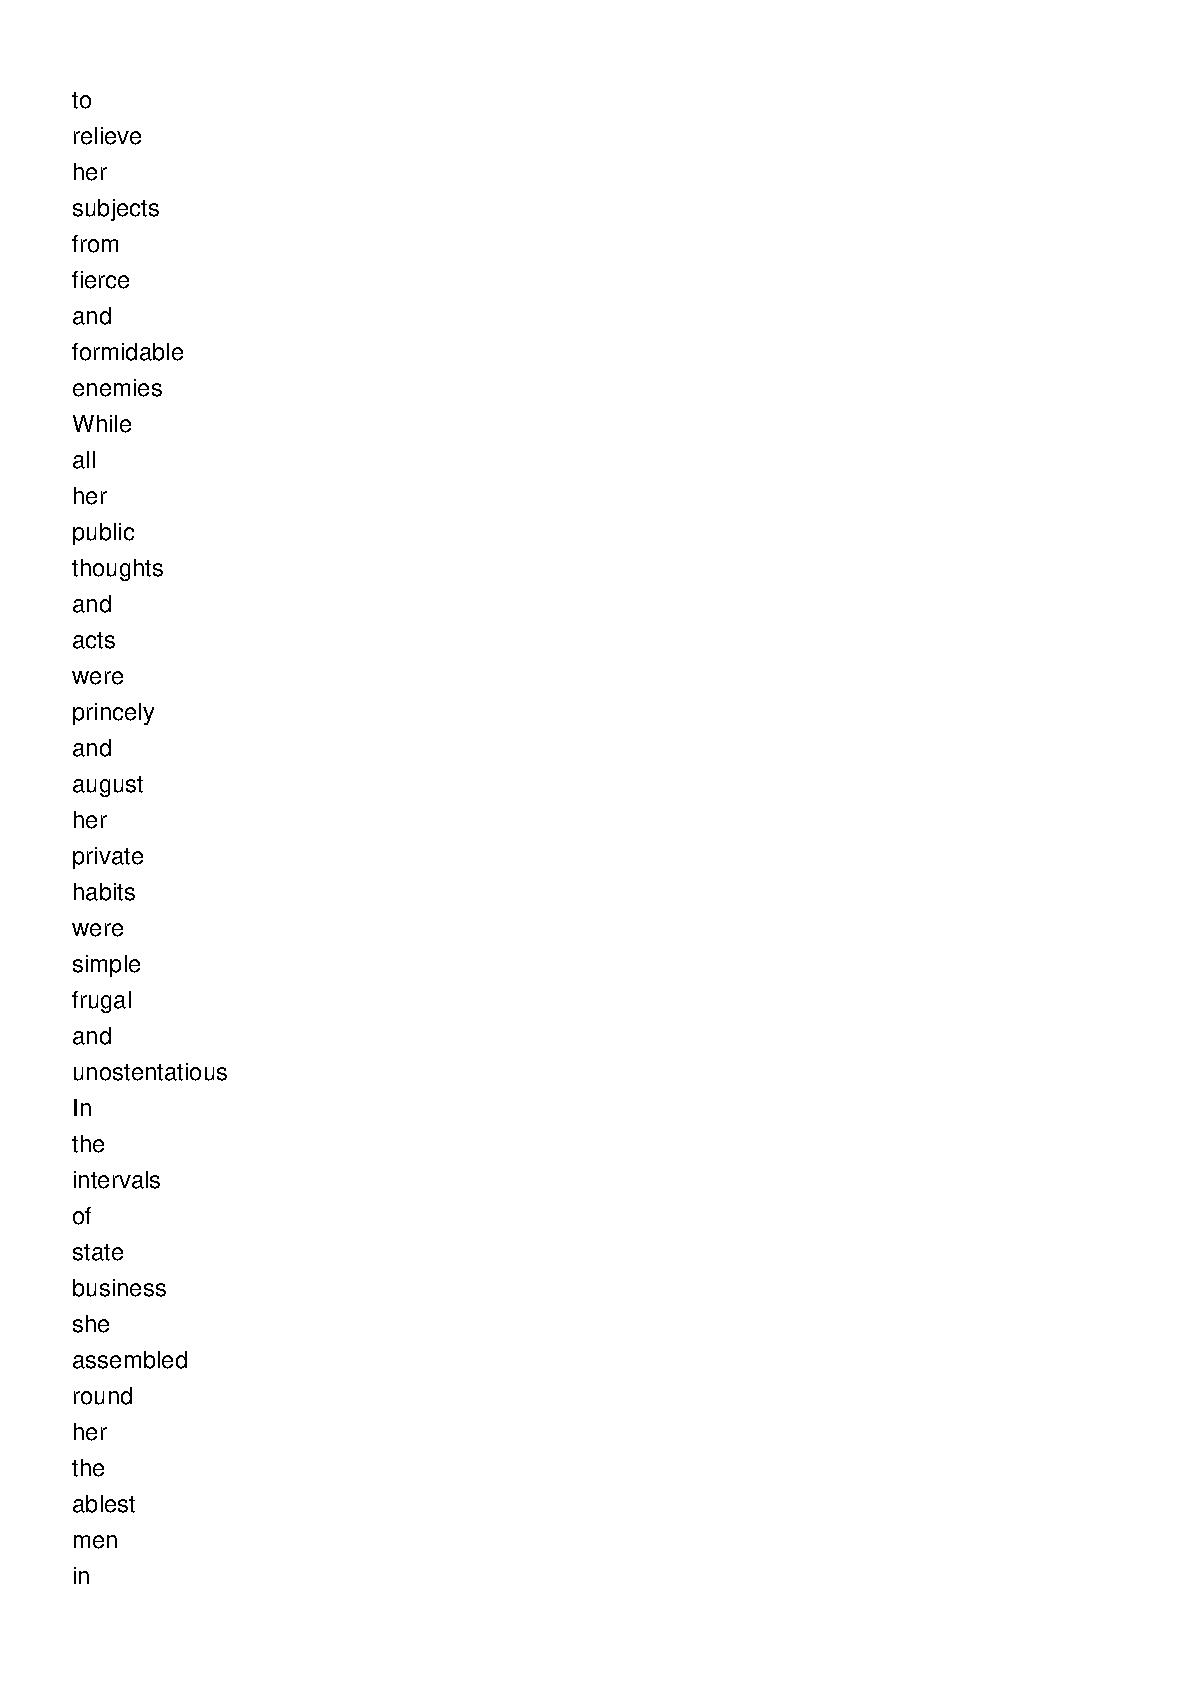 to
relieve
her
subjects
from
fierce
and
formidable
enemies
While
all
her
public
thoughts
and
acts
were
princely
and
august
her
private
habits
were
simple
frugal
and
unostentatious
In
the
intervals
of
state
business
she
assembled
round
her
the
ablest
men
in